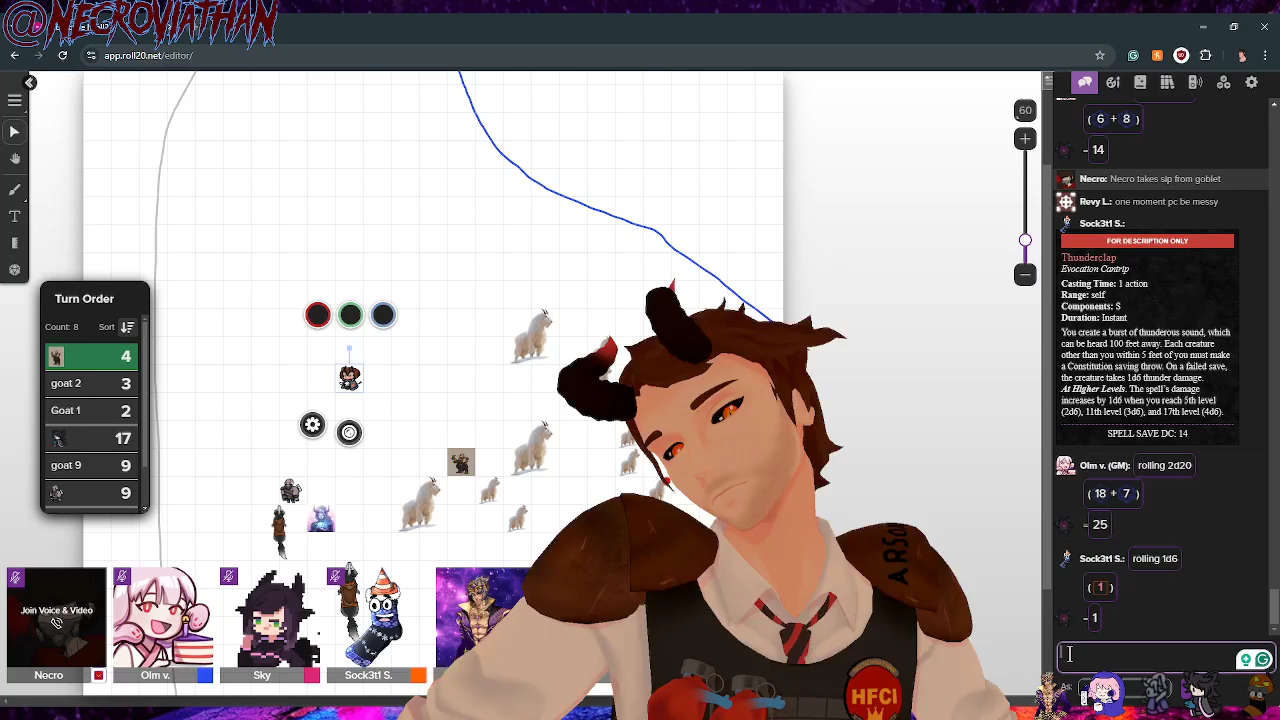 @NECROVIATHAN
app.roll20.net/editor/
60
Turn Order
Count: 8 Sort
4
goat 2 3
Goat 1 2
17
goat 9 9
9
Join Voice & Video
Necro
Olm v.
Sky
Sock3t1 S.
ARSO
HFCI
( 6 + 8 )
= 14
Necro: Necro takes sip from goblet
Revy L.: one moment pc be messy
Sock3t1 S.:
FOR DESCRIPTION ONLY
Thunderclap
Evocation Cantrip
Casting Time: 1 action
Range: self
Components: S
Duration: Instant
You create a burst of thunderous sound, which
can be heard 100 feet away. Each creature
other than you within 5 feet of you must make
a Constitution saving throw. On a failed save,
the creature takes 1d6 thunder damage.
At Higher Levels. The spell's damage
increases by 1d6 when you reach 5th level
(2d6), 11th level (3d6), and 17th level (4d6).
SPELL SAVE DC: 14
Olm v. (GM): rolling 2d20
( 18 + 7 )
= 25
Sock3t1 S.: rolling 1d6
( 1 )
= 1
As: